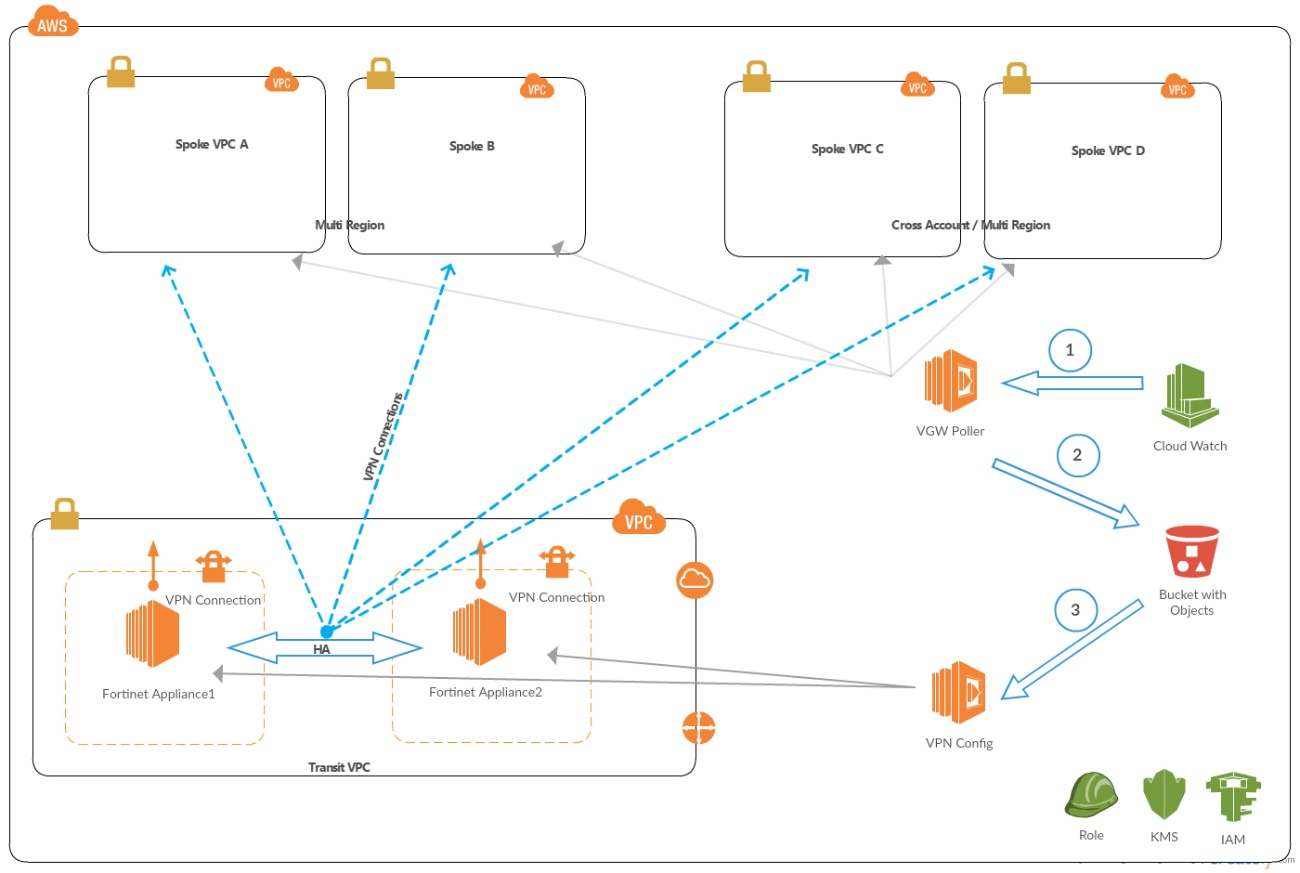 AWS
VPC
VPC
VPC
VPC
Spoke VPC A
Spoke B
Spoke VPC C
Spoke VPC D
Multi Region
Cross Account / Multi Region
1
VGW Poller
Cloud Watch
2
VPN Connections
VPC
VPN Connection
VPN Connection
Bucket with
Objects
3
HA
Fortinet Appliance1
Fortinet Appliance2
VPN Config
Transit VPC
Role
KMS
IAM
com